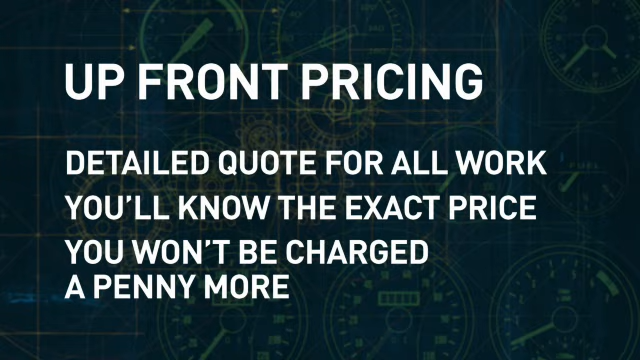 UP FRONT PRICING
DETAILED QUOTE FOR ALL WORK
YOU'LL KNOW THE EXACT PRICE
YOU WON'T BE CHARGED
A PENNY MORE